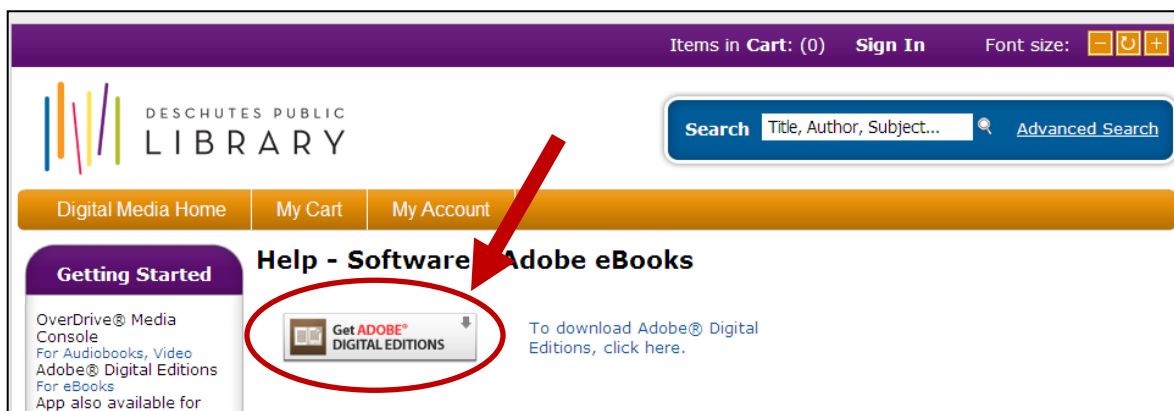 Items in Cart: (0) Sign In Font size: − ↻ +
DESCHUTES PUBLIC
LIBRARY
Search Title, Author, Subject... Advanced Search
Digital Media Home My Cart My Account
Getting Started
OverDrive® Media
Console
For Audiobooks, Video
Adobe® Digital Editions
For eBooks
App also available for
Help - Software Adobe eBooks
Get ADOBE®
DIGITAL EDITIONS
To download Adobe® Digital
Editions, click here.